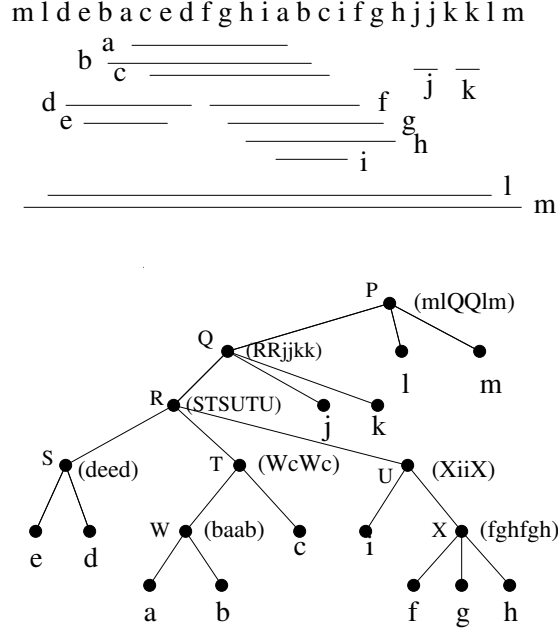 m l d e b a c e d f g h i a b c i f g h j j k k l m
a
b
c
j k
d f
e g
h
i
l
m
P (mlQQlm)
Q (RRjjkk)
l m
R (STSUTU)
j k
S (deed) T (WcWc) U (XiiX)
W (baab) X (fghfgh)
e d c i
a b f g h